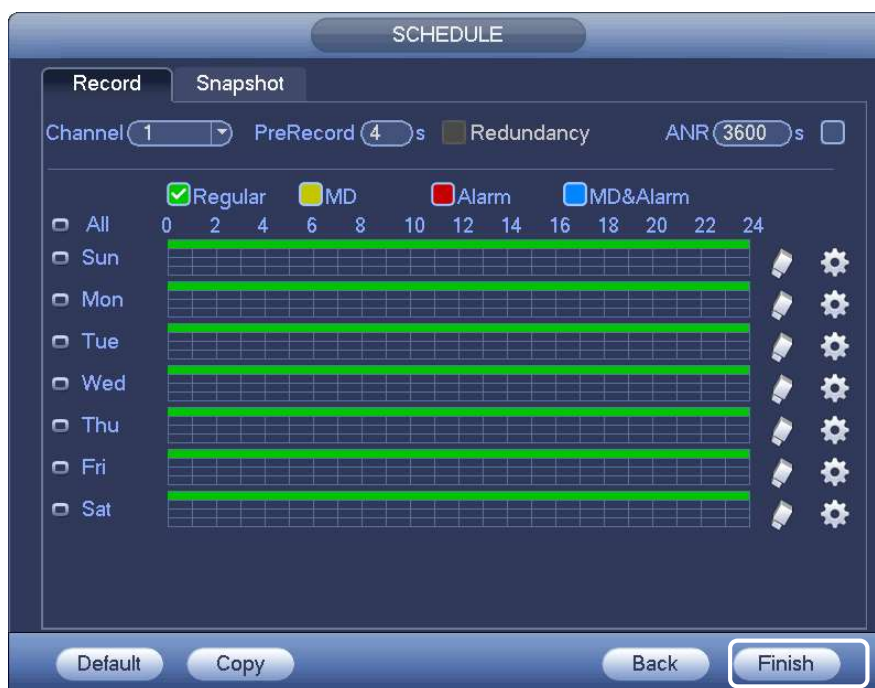 SCHEDULE
Record Snapshot
Channel 1 PreRecord 4 s Redundancy ANR 3600 s
Regular MD Alarm MD&Alarm
All 0 2 4 6 8 10 12 14 16 18 20 22 24
Sun
Mon
Tue
Wed
Thu
Fri
Sat
Default Copy Back Finish